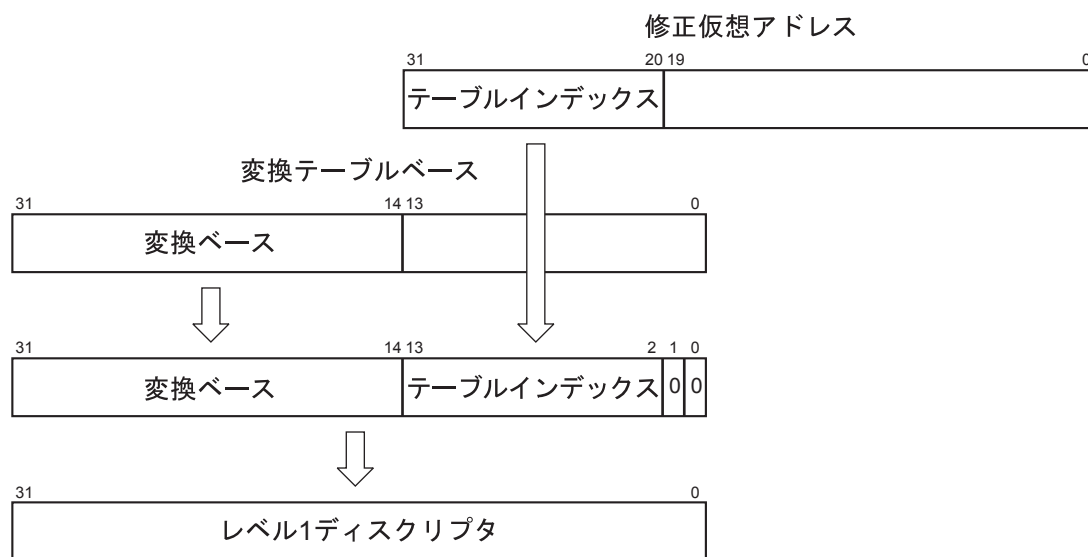 修正仮想アドレス
31 20 19 0
テーブルインデックス
変換テーブルベース
31 14 13 0
変換ベース
31 14 13 2 1 0
変換ベース テーブルインデックス 0 0
31 0
レベル1ディスクリプタ